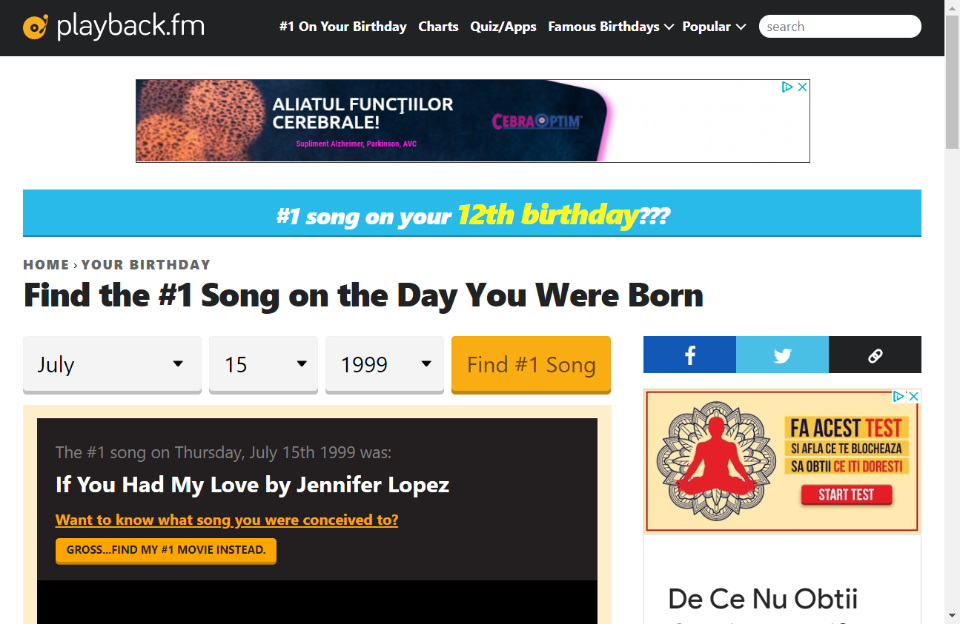 playback.fm
#1 On Your Birthday Charts Quiz/Apps Famous Birthdays Popular search
ALIATUL FUNCŢIILOR
CEREBRALE!
CEBRAOPTIM
Supliment Alzheimer, Parkinson, AVC
#1 song on your 12th birthday???
HOME › YOUR BIRTHDAY
Find the #1 Song on the Day You Were Born
July 15 1999 Find #1 Song
The #1 song on Thursday, July 15th 1999 was:
If You Had My Love by Jennifer Lopez
Want to know what song you were conceived to?
GROSS...FIND MY #1 MOVIE INSTEAD.
FA ACEST TEST
SI AFLA CE TE BLOCHEAZA
SA OBTII CE ITI DORESTI
START TEST
De Ce Nu Obtii